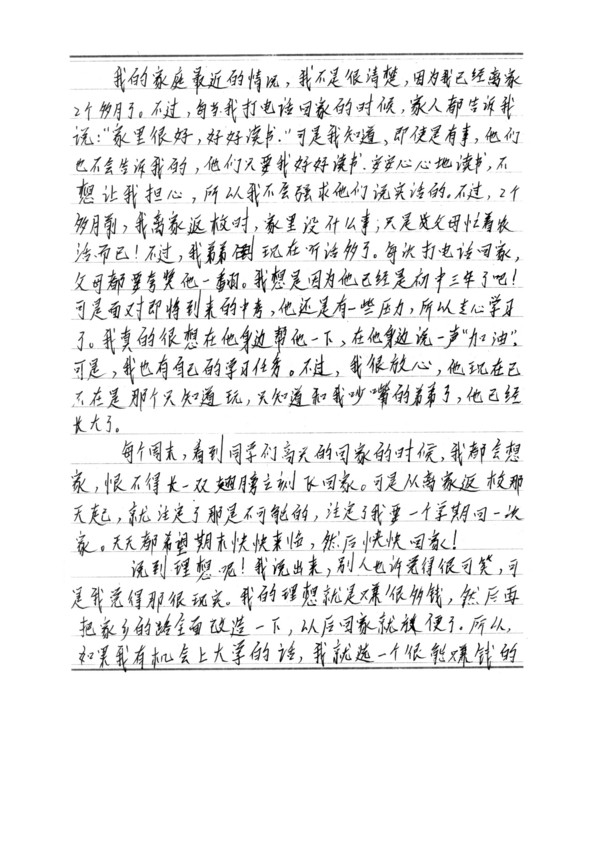 我的家庭最近的情况，我不是很清楚，因为我已经离家
2个多月了。不过，每当我打电话回家的时候，家人都告诉我
说：“家里很好，好好读书。”可是我知道，即使是有事，他们
也不会告诉我的，他们只要我好好读书、安安心心地读书，不
想让我担心，所以我不会强求他们说实话的。不过，2个
多月前，我离家返校时，家里没什么事，只是父母忙着农
活而已！不过，我弟弟到现在听话多了。每次打电话回家，
父母都要夸奖他一番。我想是因为他已经是初中三年了吧！
可是面对即将到来的中考，他还是有一些压力，所以走心学习
了。我真的很想在他身边帮他一下，在他身边说一声“加油”。
可是，我也有自己的学习任务。不过，我很放心，他现在已
不在是那个只知道玩，只知道和我吵嘴的弟弟了，他已经
长大了。
每个周末，看到同学们高天的回家的时候，我都会想
家，恨不得长一双翅膀立刻飞回家。可是从离家返校那
天起，就注定了那是不可能的，注定了我要一个学期回一次
家。天天都希望期末快快来临，然后快快回家！
说到理想呢！我说出来，别人也许觉得很可笑，可
是我觉得那很现实。我的理想就是赚很多钱，然后再
把家乡的路全面改造一下，以后回家就方便了。所以，
如果我有机会上大学的话，我就选一个很能赚钱的